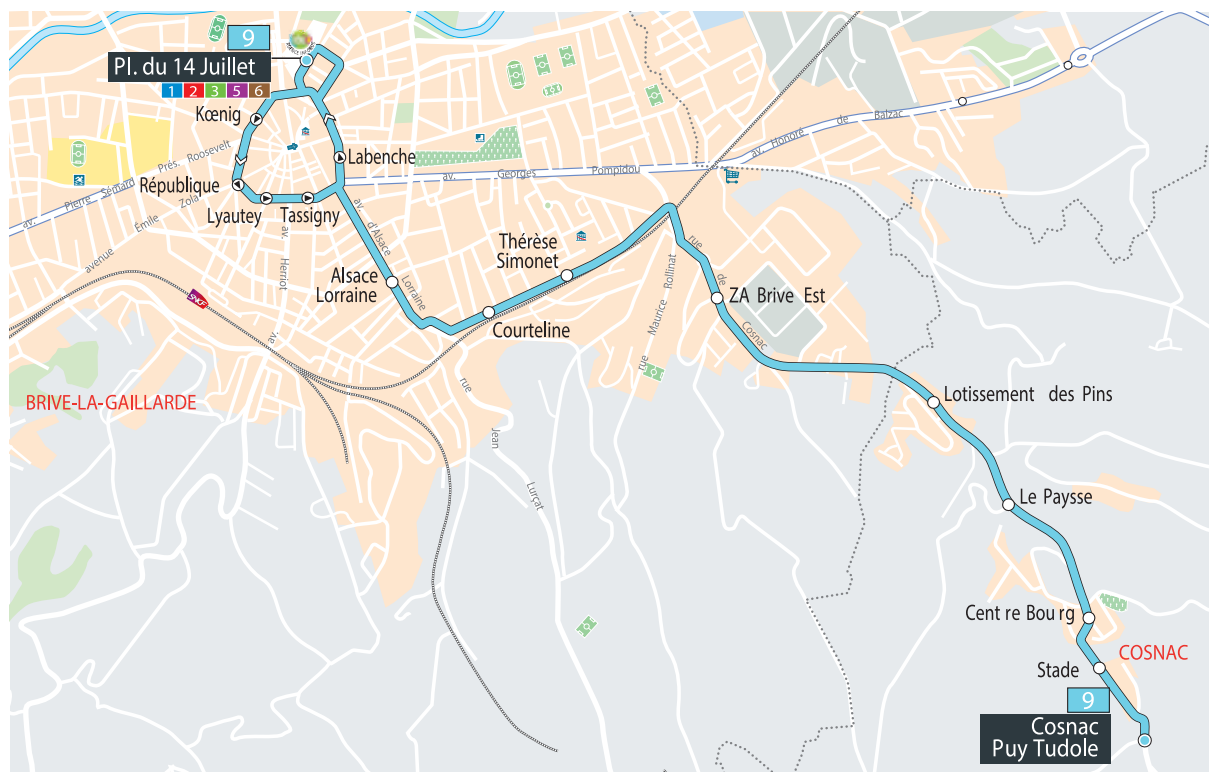 9
Pl. du 14 Juillet
1 2 3 5 6
Kœnig
Labenche
République
Lyautey
Tassigny
av. Pierre Sémard
Prés. Roosevelt
Émile Zola
avenue
av. Herriot
av.
av. d'Alsace Lorraine
av. Georges Pompidou
av. Honoré de Balzac
SNCF
Alsace
Lorraine
Thérèse
Simonet
Courteline
rue Maurice Rollinat
rue de Cosnac
ZA Brive Est
rue Jean Lurçat
BRIVE-LA-GAILLARDE
Lotissement des Pins
Le Paysse
Cent re Bou rg
COSNAC
Stade
9
Cosnac
Puy Tudole